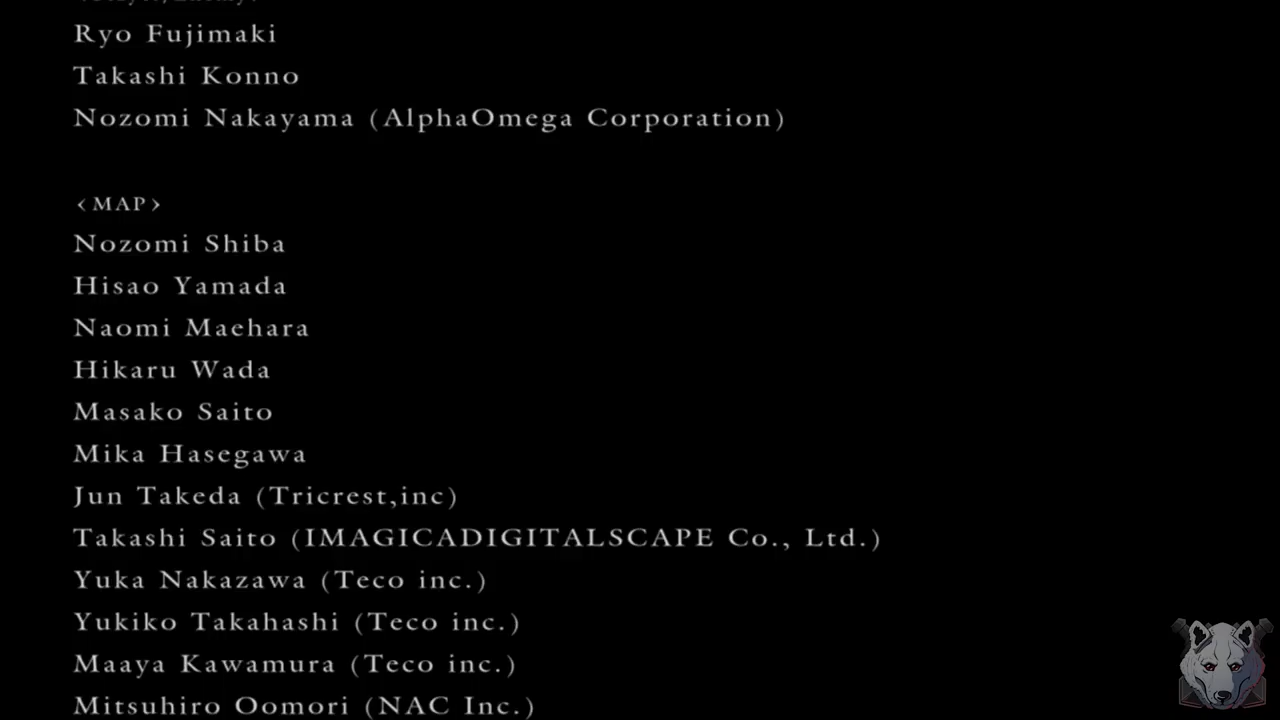 Ryo Fujimaki
Takashi Konno
Nozomi Nakayama (AlphaOmega Corporation)
<MAP>
Nozomi Shiba
Hisao Yamada
Naomi Maehara
Hikaru Wada
Masako Saito
Mika Hasegawa
Jun Takeda (Tricrest,inc)
Takashi Saito (IMAGICADIGITALSCAPE Co., Ltd.)
Yuka Nakazawa (Teco inc.)
Yukiko Takahashi (Teco inc.)
Maaya Kawamura (Teco inc.)
Mitsuhiro Oomori (NAC Inc.)